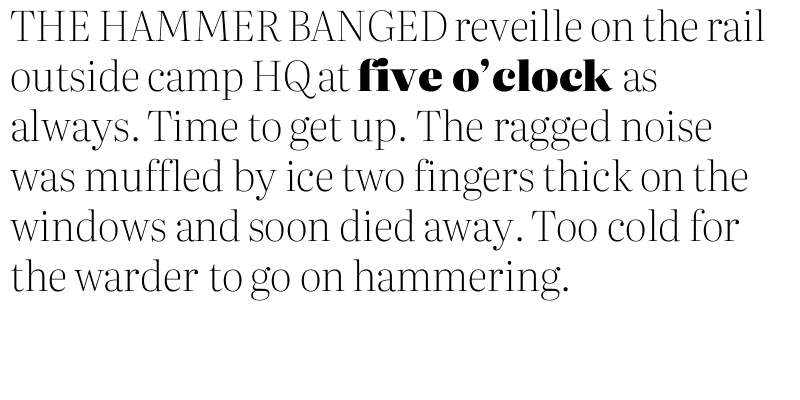 THE HAMMER BANGED reveille on the rail
outside camp HQ at five o’clock as
always. Time to get up. The ragged noise
was muffled by ice two fingers thick on the
windows and soon died away. Too cold for
the warder to go on hammering.